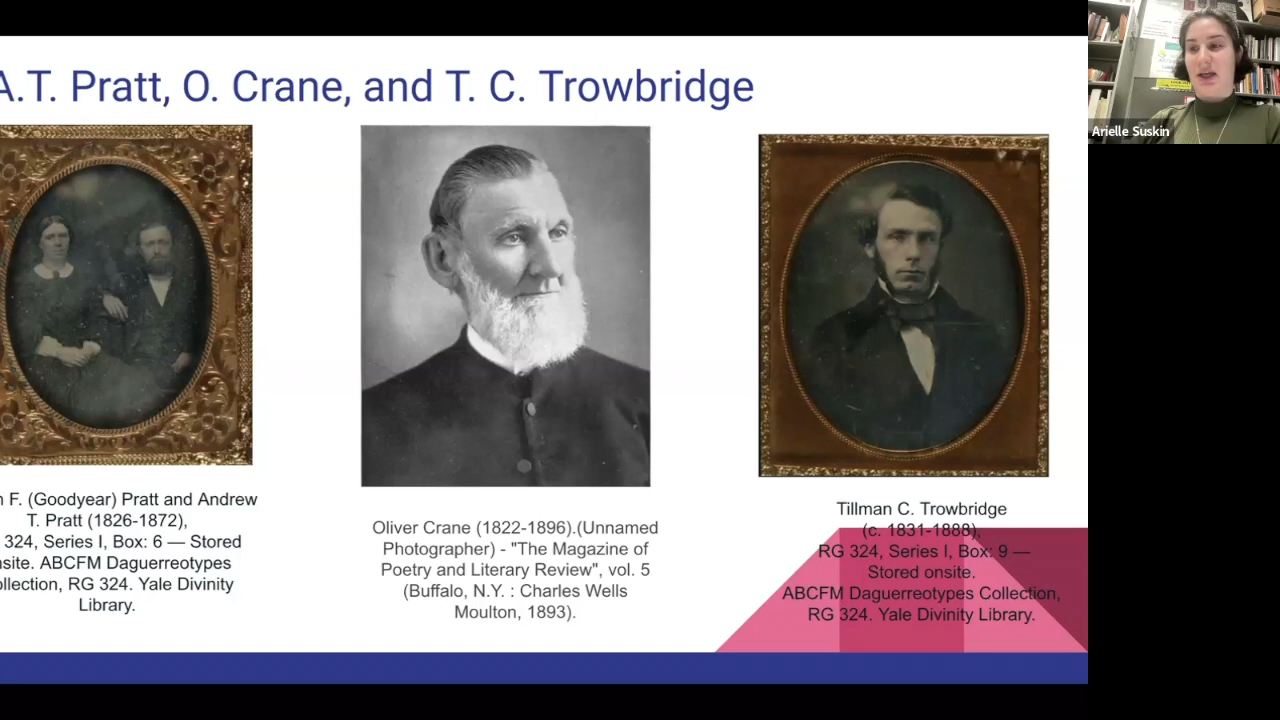 A.T. Pratt, O. Crane, and T. C. Trowbridge
Arielle Suskin
F. (Goodyear) Pratt and Andrew
T. Pratt (1826-1872),
324, Series I, Box: 6 — Stored
onsite. ABCFM Daguerreotypes
Collection, RG 324. Yale Divinity
Library.
Oliver Crane (1822-1896).(Unnamed
Photographer) - "The Magazine of
Poetry and Literary Review", vol. 5
(Buffalo, N.Y. : Charles Wells
Moulton, 1893).
Tillman C. Trowbridge
(c. 1831-1888),
RG 324, Series I, Box: 9 —
Stored onsite.
ABCFM Daguerreotypes Collection,
RG 324. Yale Divinity Library.